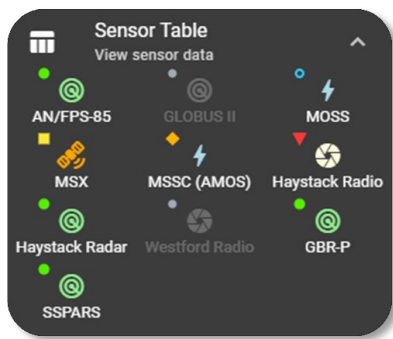 Sensor Table
View sensor data
AN/FPS-85 GLOBUS II MOSS
MSX MSSC (AMOS) Haystack Radio
Haystack Radar Westford Radio GBR-P
SSPARS